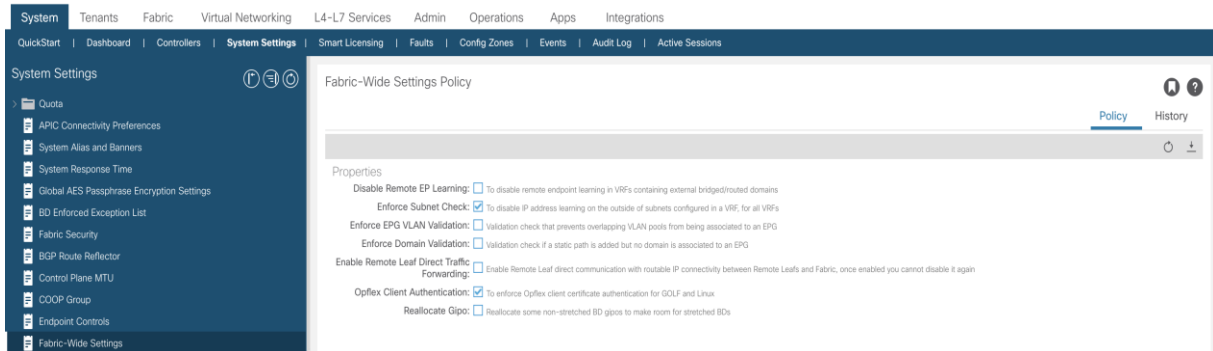 System Tenants Fabric Virtual Networking L4-L7 Services Admin Operations Apps Integrations
QuickStart | Dashboard | Controllers | System Settings | Smart Licensing | Faults | Config Zones | Events | Audit Log | Active Sessions
System Settings
Quota
APIC Connectivity Preferences
System Alias and Banners
System Response Time
Global AES Passphrase Encryption Settings
BD Enforced Exception List
Fabric Security
BGP Route Reflector
Control Plane MTU
COOP Group
Endpoint Controls
Fabric-Wide Settings
Fabric-Wide Settings Policy
Policy History
Properties
Disable Remote EP Learning: To disable remote endpoint learning in VRFs containing external bridged/routed domains
Enforce Subnet Check: To disable IP address learning on the outside of subnets configured in a VRF, for all VRFs
Enforce EPG VLAN Validation: Validation check that prevents overlapping VLAN pools from being associated to an EPG
Enforce Domain Validation: Validation check if a static path is added but no domain is associated to an EPG
Enable Remote Leaf Direct Traffic
Forwarding: Enable Remote Leaf direct communication with routable IP connectivity between Remote Leafs and Fabric, once enabled you cannot disable it again
Opflex Client Authentication: To enforce Opflex client certificate authentication for GOLF and Linux
Reallocate Gipo: Reallocate some non-stretched BD gipos to make room for stretched BDs